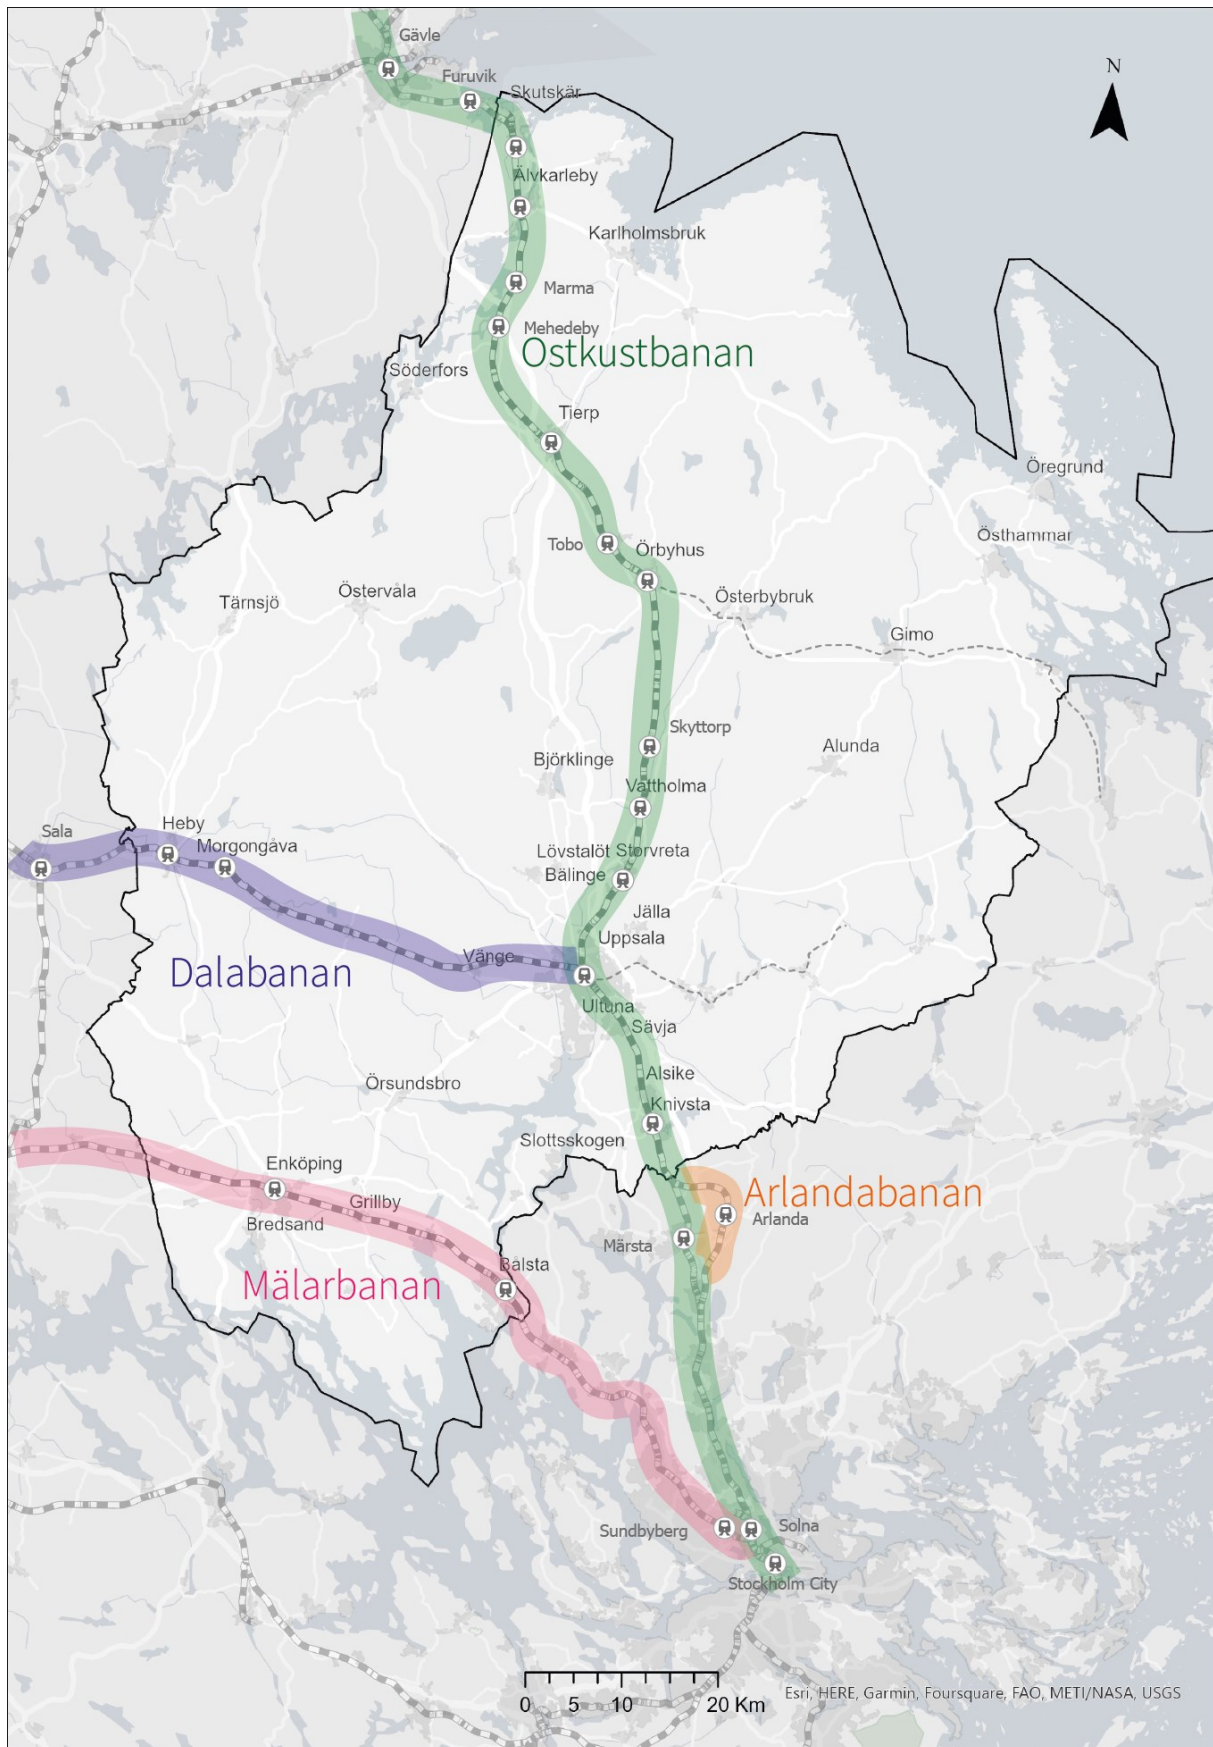 Gävle
N
Furuvik
Skutskär
Älvkarleby
Karlholmsbruk
Marma
Mehedeby
Ostkustbanan
Söderfors
Tierp
Öregrund
Östhammar
Tobo
Örbyhus
Österbybruk
Östervåla
Tärnsjö
Gimo
Skyttorp
Alunda
Björklinge
Vattholma
Sala
Heby
Morgongåva
Lövstalöt
Storvreta
Bälinge
Jälla
Uppsala
Vänge
Dalabanan
Ultuna
Sävja
Alsike
Örsundsbro
Knivsta
Slottsskogen
Enköping
Grillby
Arlandabanan
Bredsand
Arlanda
Märsta
Bålsta
Mälarbanan
Sundbyberg
Solna
Stockholm City
0 5 10 20 Km
Esri, HERE, Garmin, Foursquare, FAO, METI/NASA, USGS